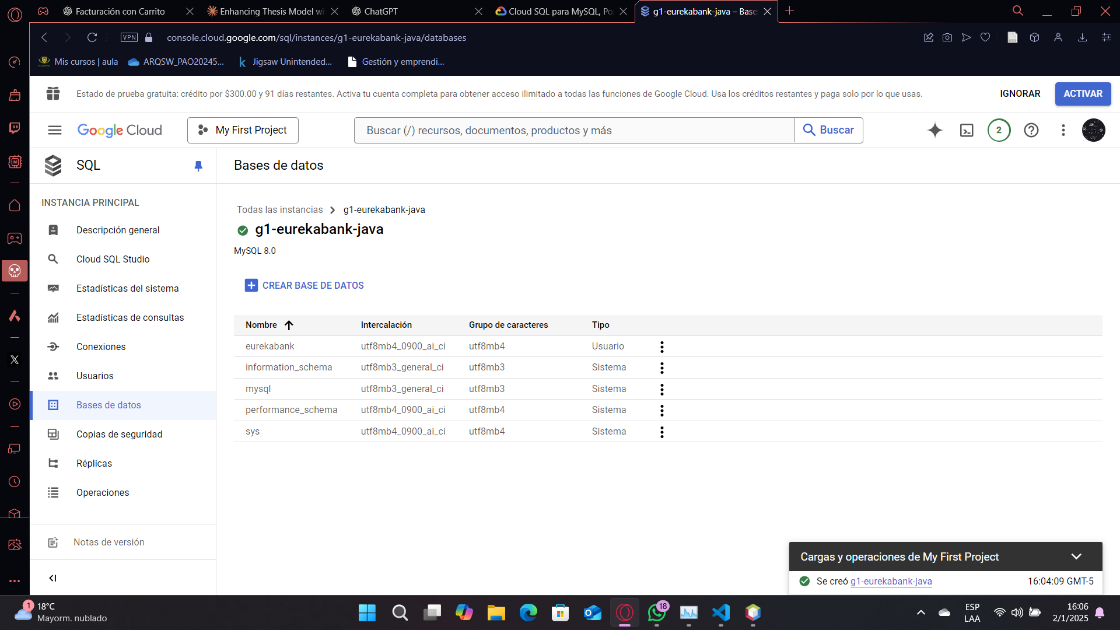 Facturación con Carrito
Enhancing Thesis Model wi
ChatGPT
Cloud SQL para MySQL, Po
g1-eurekabank-java – Base
VPN
console.cloud.google.com/sql/instances/g1-eurekabank-java/databases
Mis cursos | aula
ARQSW_PAO20245...
Jigsaw Unintended...
Gestión y emprendi...
Estado de prueba gratuita: crédito por $300.00 y 91 días restantes. Activa tu cuenta completa para obtener acceso ilimitado a todas las funciones de Google Cloud. Usa los créditos restantes y paga solo por lo que usas.
IGNORAR
ACTIVAR
Google Cloud
My First Project
Buscar (/) recursos, documentos, productos y más
Buscar
2
SQL
Bases de datos
INSTANCIA PRINCIPAL
Descripción general
Cloud SQL Studio
Estadísticas del sistema
Estadísticas de consultas
Conexiones
Usuarios
Bases de datos
Copias de seguridad
Réplicas
Operaciones
Notas de versión
Todas las instancias
g1-eurekabank-java
g1-eurekabank-java
MySQL 8.0
CREAR BASE DE DATOS
Nombre Intercalación Grupo de caracteres Tipo
eurekabank utf8mb4_0900_ai_ci utf8mb4 Usuario
information_schema utf8mb3_general_ci utf8mb3 Sistema
mysql utf8mb3_general_ci utf8mb3 Sistema
performance_schema utf8mb4_0900_ai_ci utf8mb4 Sistema
sys utf8mb4_0900_ai_ci utf8mb4 Sistema
Cargas y operaciones de My First Project
Se creó g1-eurekabank-java 16:04:09 GMT-5
1
18°C
Mayorm. nublado
18
ESP
LAA
16:06
2/1/2025